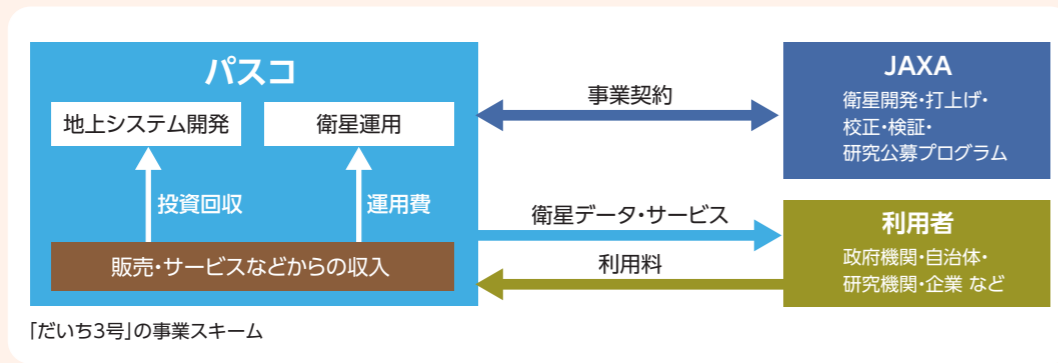 パスコ
地上システム開発
衛星運用
投資回収
運用費
販売・サービスなどからの収入
事業契約
衛星データ・サービス
利用料
JAXA
衛星開発・打上げ・
校正・検証・
研究公募プログラム
利用者
政府機関・自治体・
研究機関・企業 など
「だいち3号」の事業スキーム